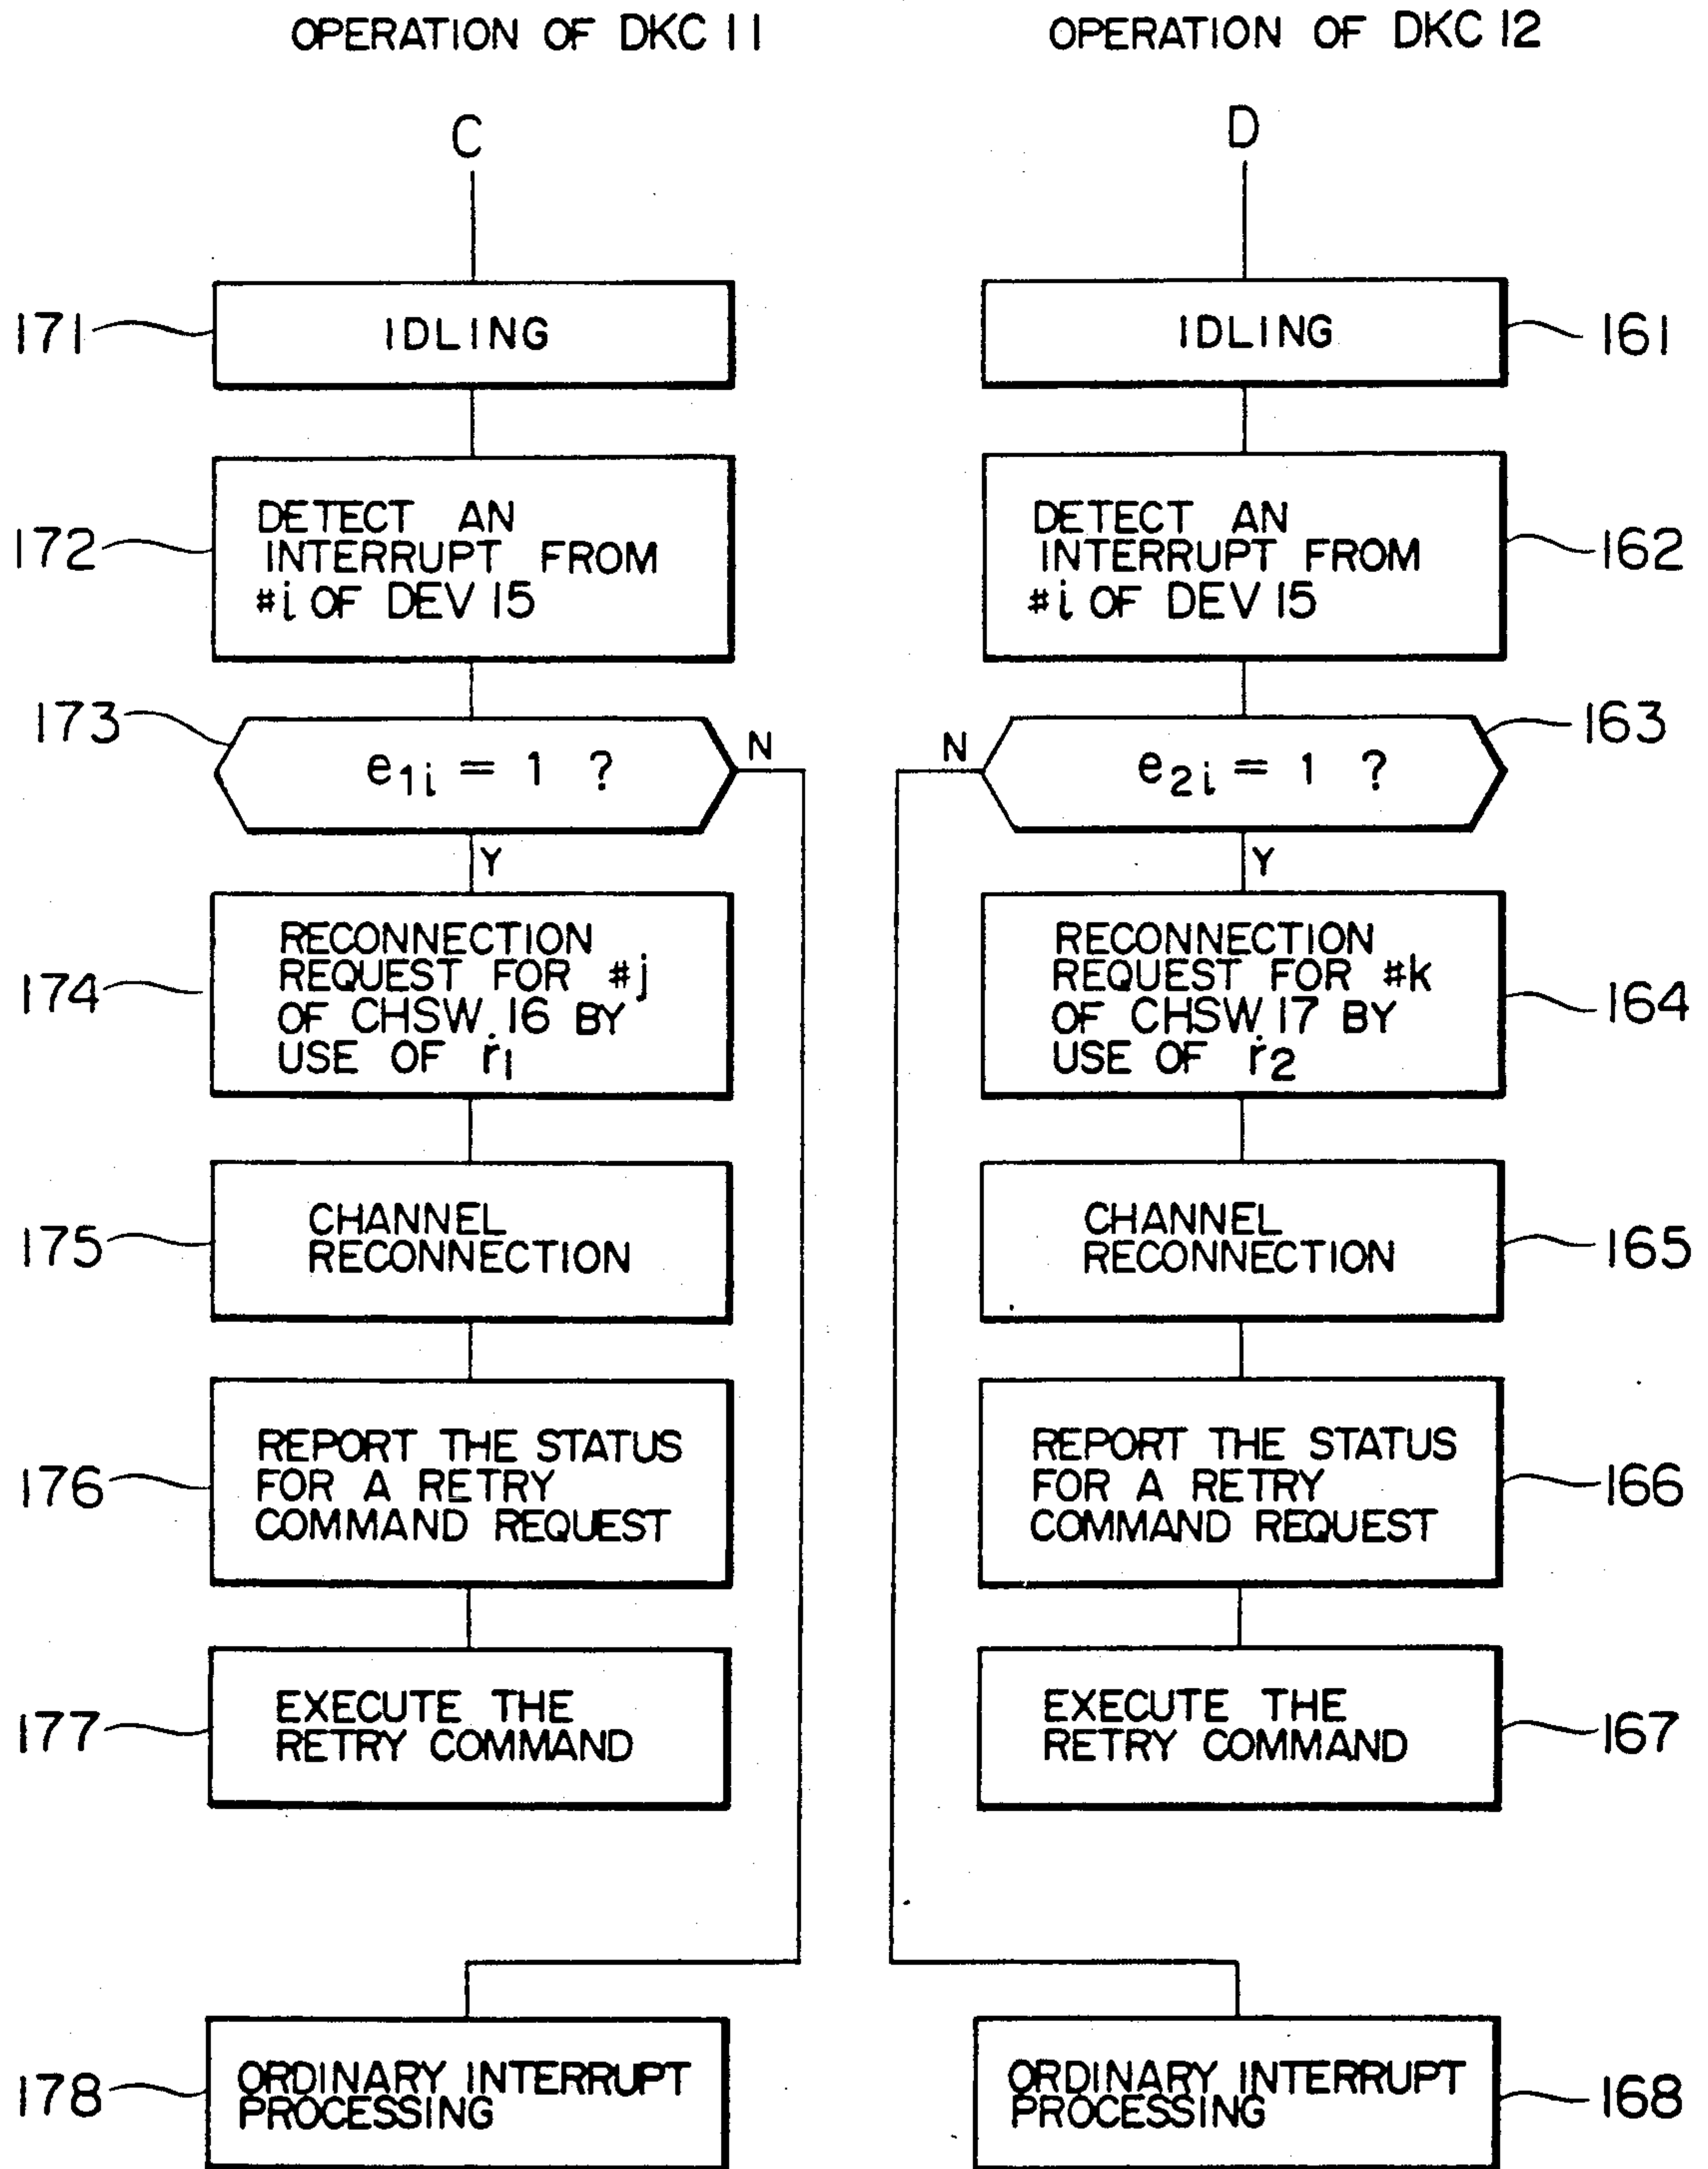 OPERATION OF DKC 11
C
171
IDLING
172
DETECT AN
INTERRUPT FROM
#i OF DEV 15
173
e1i = 1 ?
N
Y
174
RECONNECTION
REQUEST FOR #j
OF CHSW 16 BY
USE OF r1
175
CHANNEL
RECONNECTION
176
REPORT THE STATUS
FOR A RETRY
COMMAND REQUEST
177
EXECUTE THE
RETRY COMMAND
178
ORDINARY INTERRUPT
PROCESSING
OPERATION OF DKC 12
D
IDLING
161
DETECT AN
INTERRUPT FROM
#i OF DEV 15
162
N
e2i = 1 ?
163
Y
RECONNECTION
REQUEST FOR #k
OF CHSW 17 BY
USE OF r2
164
CHANNEL
RECONNECTION
165
REPORT THE STATUS
FOR A RETRY
COMMAND REQUEST
166
EXECUTE THE
RETRY COMMAND
167
ORDINARY INTERRUPT
PROCESSING
168